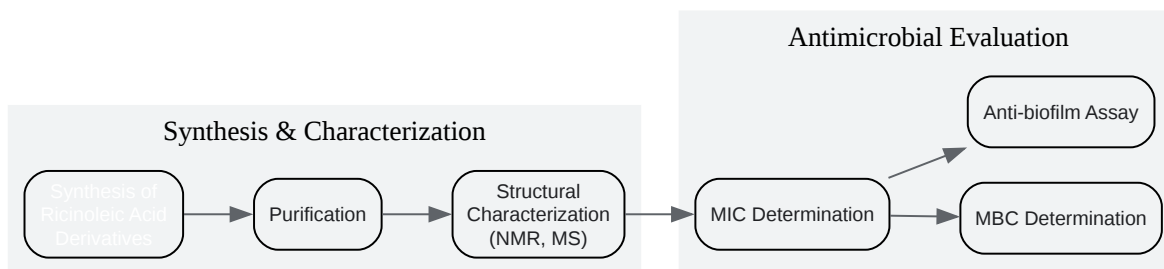 Synthesis & Characterization
Synthesis of
Ricinoleic Acid
Derivatives
Purification
Structural
Characterization
(NMR, MS)
Antimicrobial Evaluation
MIC Determination
Anti-biofilm Assay
MBC Determination